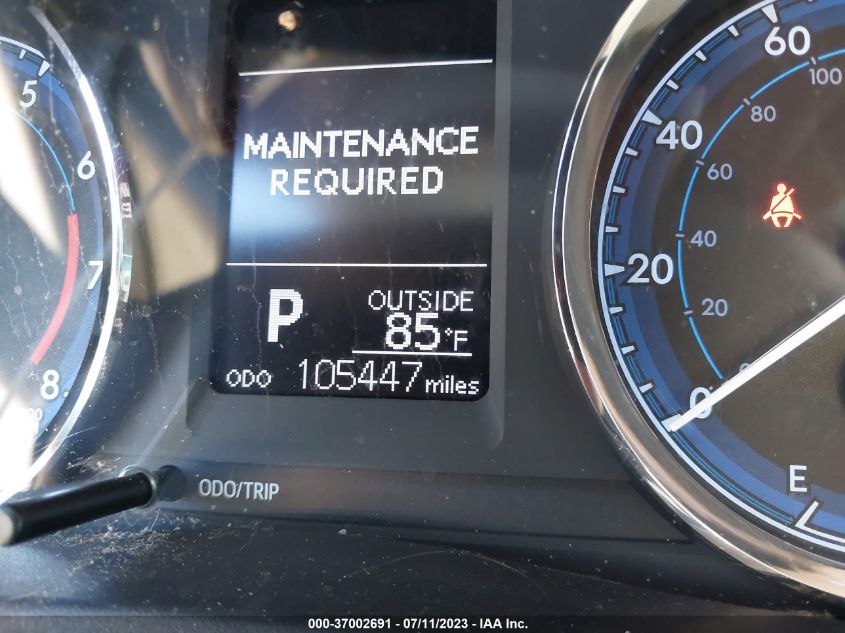 5
6
7
8
MAINTENANCE
REQUIRED
P
OUTSIDE
85°F
ODO 105447 miles
ODO/TRIP
60
100
40
80
60
20
40
20
0
E
000-37002691 - 07/11/2023 - IAA Inc.